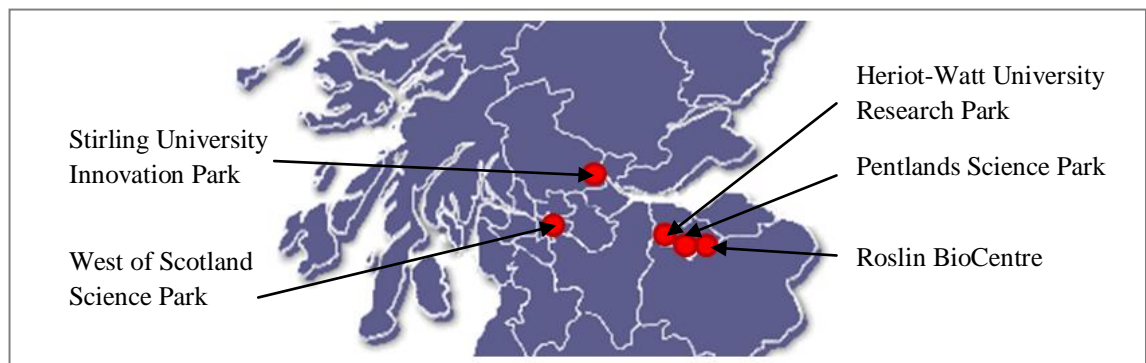 Stirling University
Innovation Park
West of Scotland
Science Park
Heriot-Watt University
Research Park
Pentlands Science Park
Roslin BioCentre